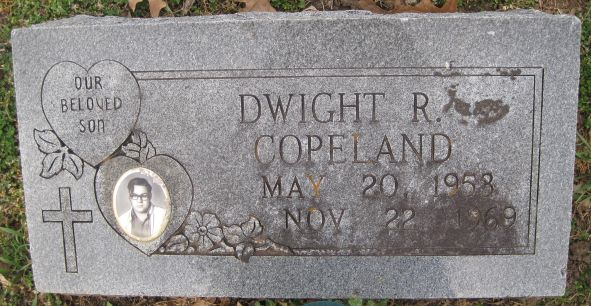 OUR
BELOVED
SON
DWIGHT R.
COPELAND
MAY 20, 1958
NOV 22 1969